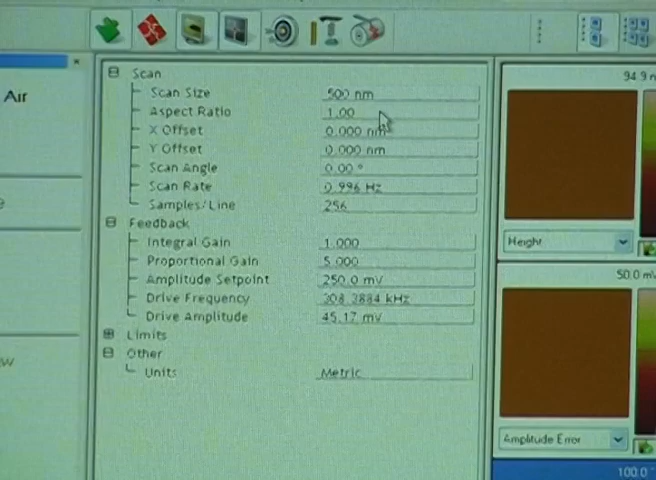 Air
Scan
Scan Size 500 nm
Aspect Ratio 1.00
X Offset 0.000 nm
Y Offset 0.000 nm
Scan Angle 0.00 °
Scan Rate 0.996 Hz
Samples/Line 256
Feedback
Integral Gain 1.000
Proportional Gain 5.000
Amplitude Setpoint 250.0 mV
Drive Frequency kHz
Drive Amplitude 45.17 mV
Limits
Other
Units Metric
94.9 n
Height
50.0 mV
Amplitude Error
100.0 °